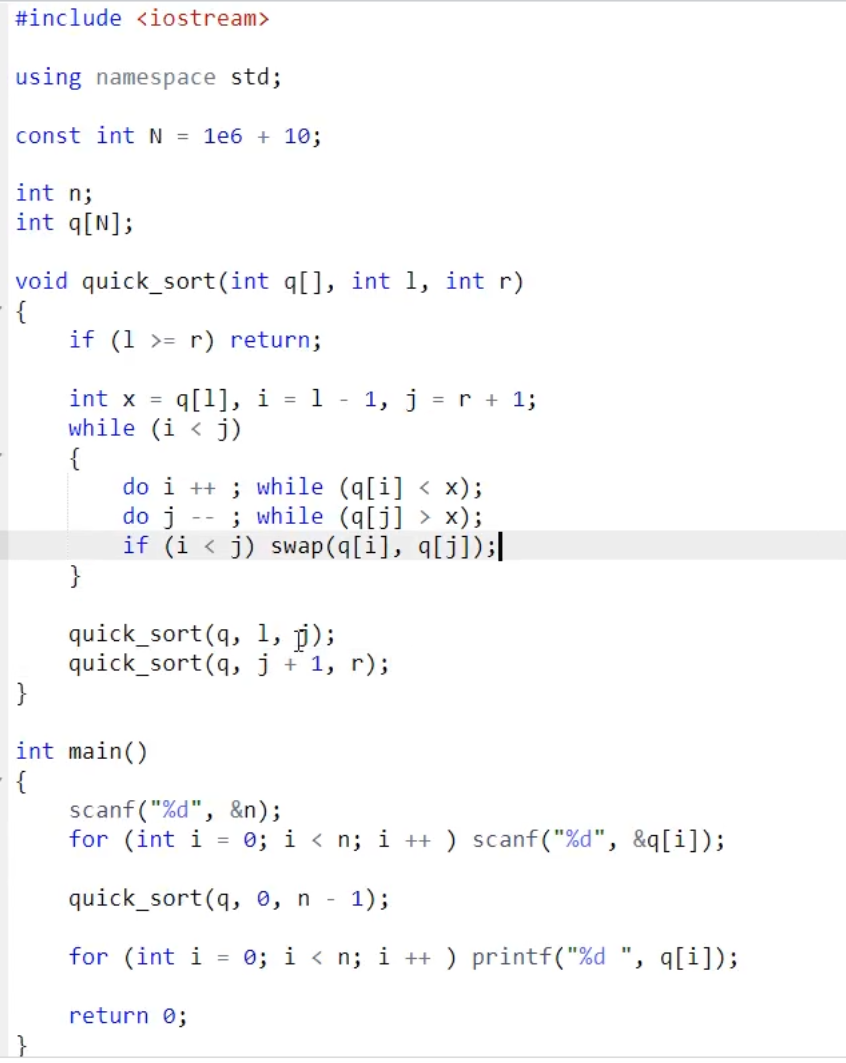 #include <iostream>
using namespace std;
const int N = 1e6 + 10;
int n;
int q[N];
void quick_sort(int q[], int l, int r)
{
    if (l >= r) return;
    int x = q[l], i = l - 1, j = r + 1;
    while (i < j)
    {
        do i ++ ; while (q[i] < x);
        do j -- ; while (q[j] > x);
        if (i < j) swap(q[i], q[j]);
    }
    quick_sort(q, l, j);
    quick_sort(q, j + 1, r);
}
int main()
{
    scanf("%d", &n);
    for (int i = 0; i < n; i ++ ) scanf("%d", &q[i]);
    quick_sort(q, 0, n - 1);
    for (int i = 0; i < n; i ++ ) printf("%d ", q[i]);
    return 0;
}